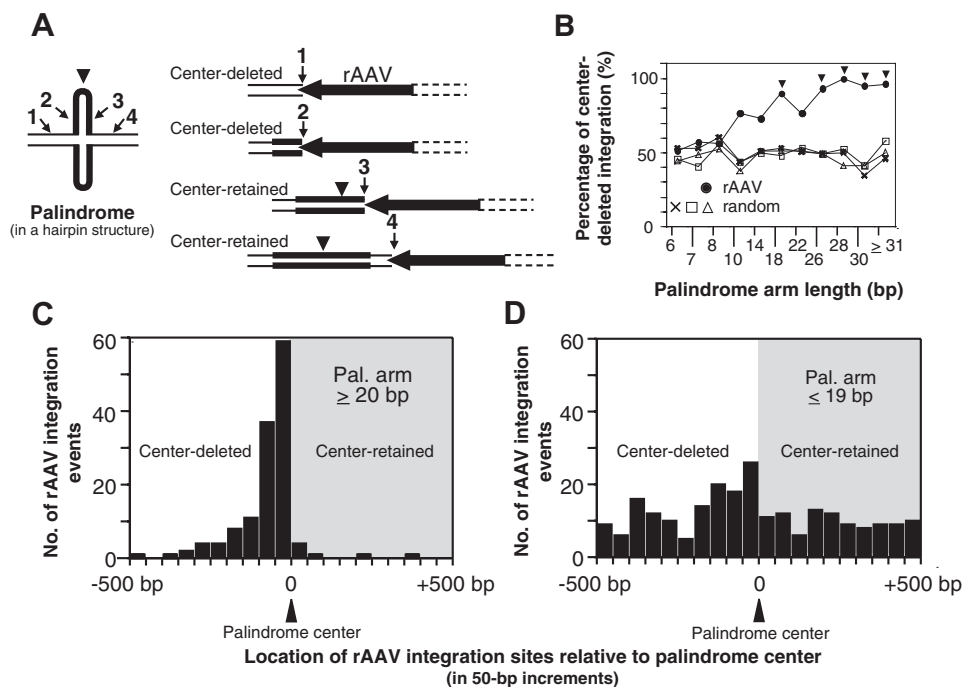 A
1
2
3
4
Palindrome
(in a hairpin structure)
Center-deleted
1
rAAV
Center-deleted
2
Center-retained
3
Center-retained
4
B
Percentage of center-
deleted integration (%)
100
50
0
rAAV
random
6 8 14 22 28 ≥ 31
7 10 18 26 30
Palindrome arm length (bp)
C
No. of rAAV integration
events
60
40
20
0
Pal. arm
≥ 20 bp
Center-deleted
Center-retained
-500 bp
0
+500 bp
Palindrome center
D
No. of rAAV integration
events
60
40
20
0
Pal. arm
≤ 19 bp
Center-deleted
Center-retained
-500 bp
0
+500 bp
Palindrome center
Location of rAAV integration sites relative to palindrome center
(in 50-bp increments)